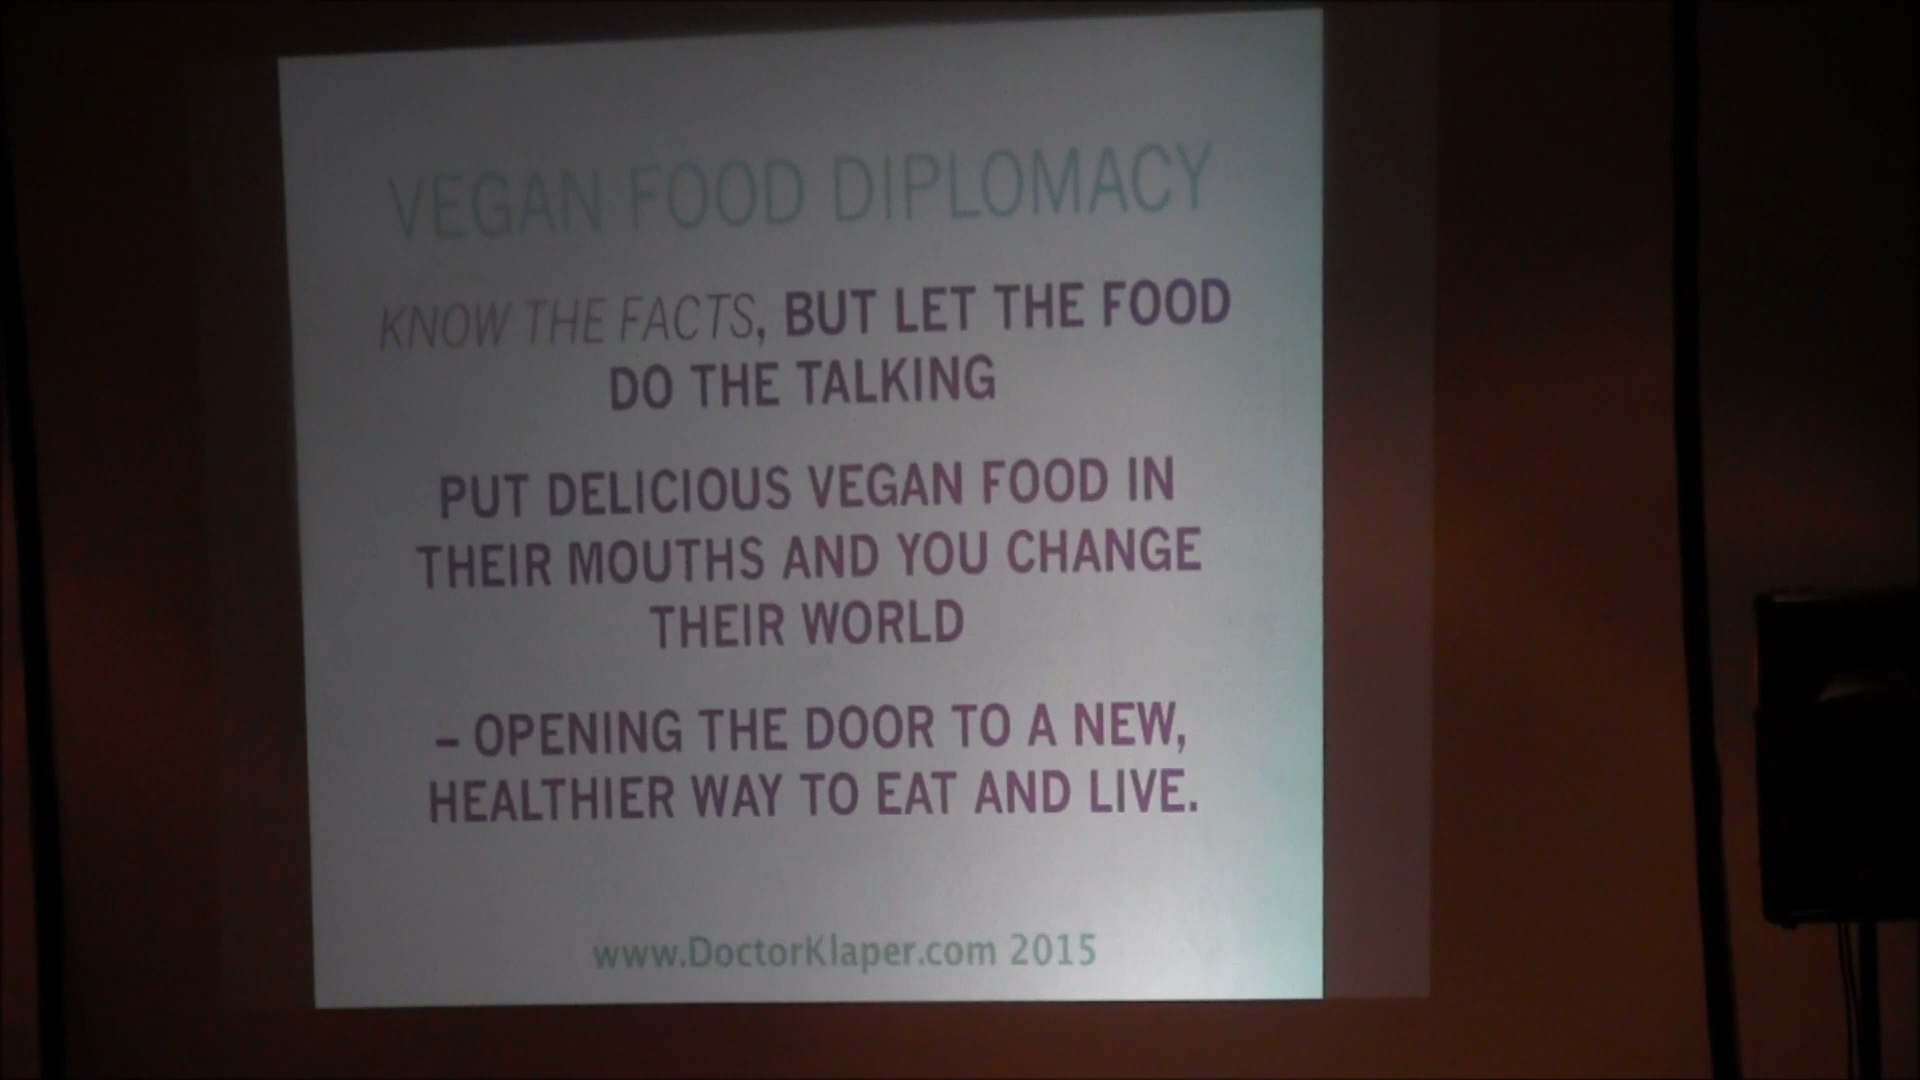 VEGAN FOOD DIPLOMACY
KNOW THE FACTS, BUT LET THE FOOD
DO THE TALKING
PUT DELICIOUS VEGAN FOOD IN
THEIR MOUTHS AND YOU CHANGE
THEIR WORLD
– OPENING THE DOOR TO A NEW,
HEALTHIER WAY TO EAT AND LIVE.
www.DoctorKlaper.com 2015